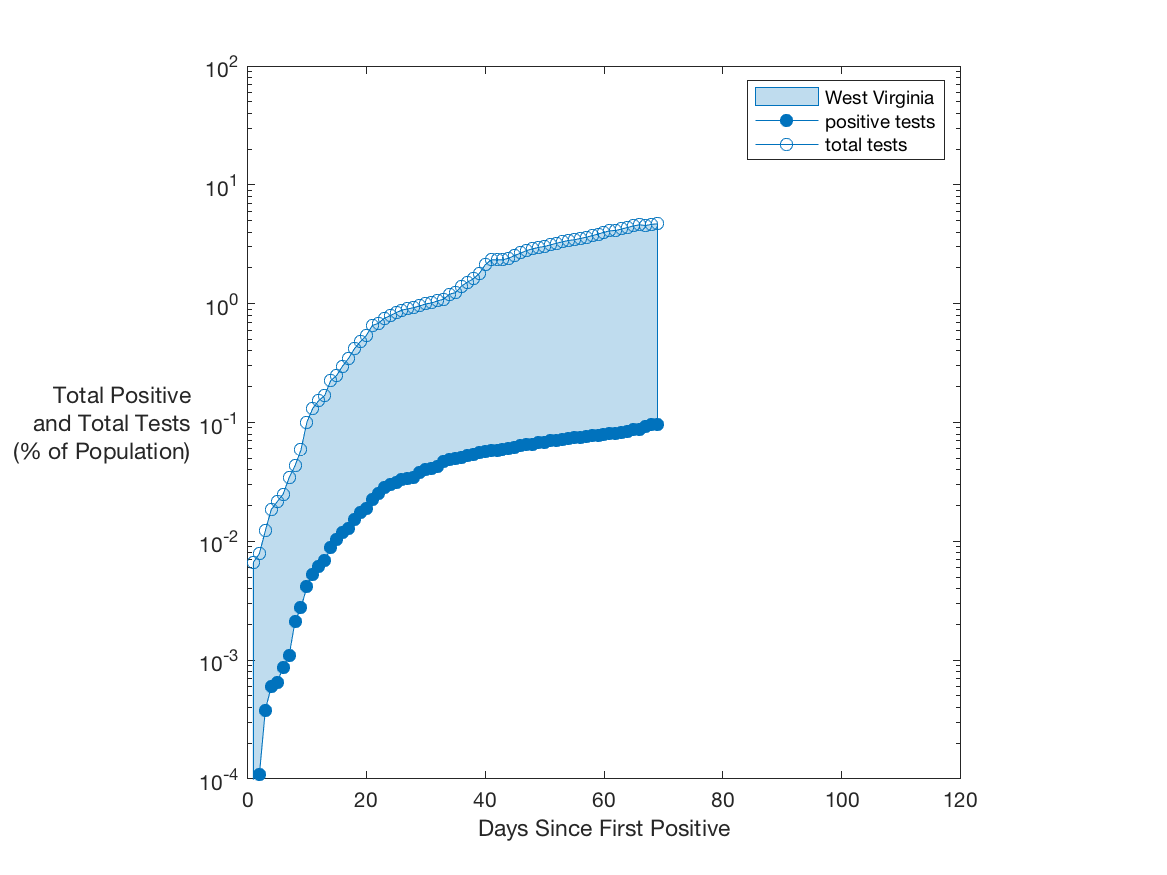 10^2
10^1
10^0
10^-1
10^-2
10^-3
10^-4
Total Positive
and Total Tests
(% of Population)
West Virginia
positive tests
total tests
0 20 40 60 80 100 120
Days Since First Positive